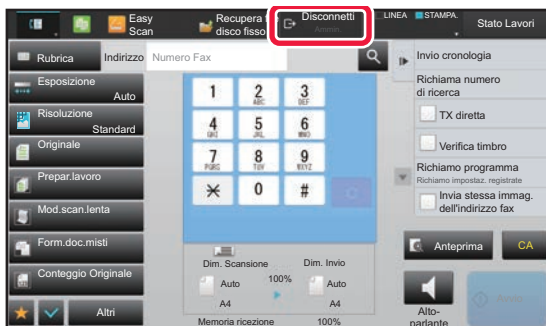 Easy
Scan
Recupera f
disco fisso
Disconnetti
Ammin.
LINEA
STAMPA.
Stato Lavori
Rubrica
Indirizzo
Numero Fax
Invio cronologia
Esposizione
Auto
Richiama numero
di ricerca
Risoluzione
Standard
TX diretta
Originale
Verifica timbro
Prepar.lavoro
Richiamo programma
Richiamo impostaz. registrate
Mod.scan.lenta
Invia stessa immag.
dell'indirizzo fax
Form.doc.misti
Conteggio Originale
Altri
1
2 ABC
3 DEF
4 GHI
5 JKL
6 MNO
7 PQRS
8 TUV
9 WXYZ
0
#
C
Dim. Scansione
Dim. Invio
Auto
100%
Auto
A4
A4
Memoria ricezione
100%
Anteprima
CA
Alto-
parlante
Avvio